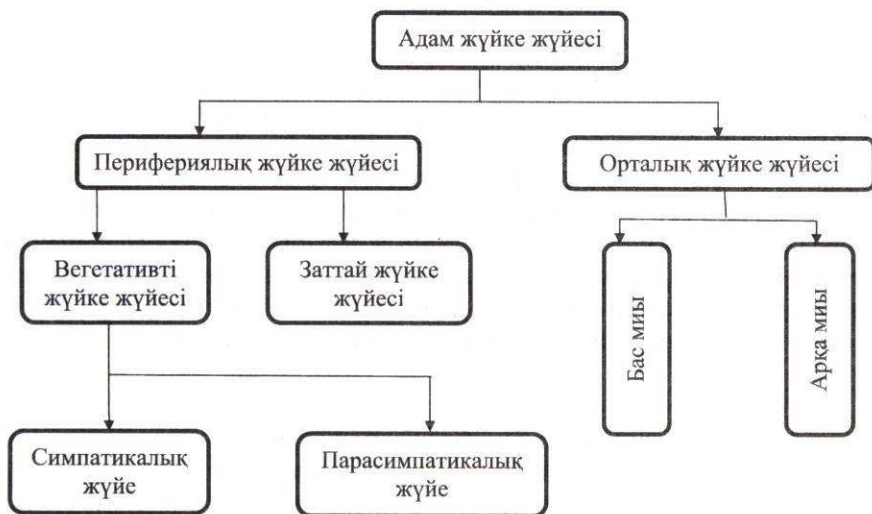 Адам жүйке жүйесі
Перифериялық жүйке жүйесі
Орталық жүйке жүйесі
Вегетативті
жүйке жүйесі
Заттай жүйке
жүйесі
Бас миы
Арқа миы
Симпатикалық
жүйе
Парасимпатикалық
жүйе